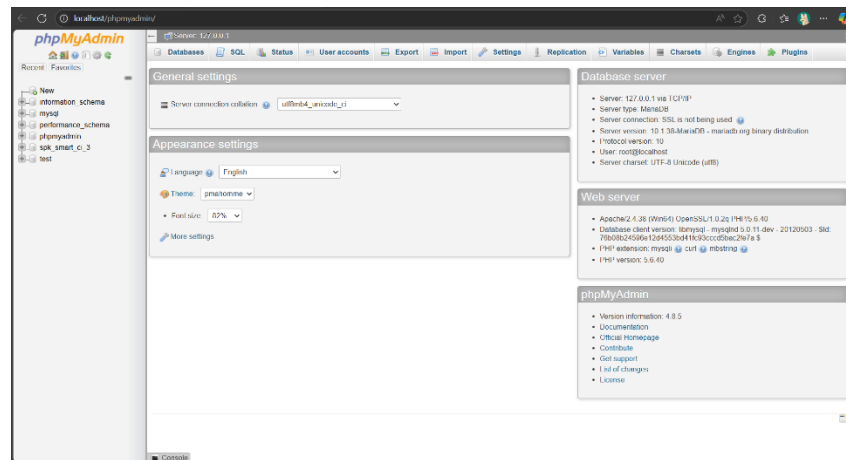 localhost/phpmyadmin/
phpMyAdmin
Recent Favorites
New
information_schema
mysql
performance_schema
phpmyadmin
spk_smart_ci_3
test
Server: 127.0.0.1
Databases SQL Status User accounts Export Import Settings Replication Variables Charsets Engines Plugins
General settings
Server connection collation utf8mb4_unicode_ci
Appearance settings
Language English
Theme: pmahomme
• Font size: 82%
More settings
Database server
• Server: 127.0.0.1 via TCP/IP
• Server type: MariaDB
• Server connection: SSL is not being used
• Server version: 10.1.38-MariaDB - mariadb.org binary distribution
• Protocol version: 10
• User: root@localhost
• Server charset: UTF-8 Unicode (utf8)
Web server
• Apache/2.4.38 (Win64) OpenSSL/1.0.2q PHP/5.6.40
• Database client version: libmysql - mysqlnd 5.0.11-dev - 20120503 - $Id:
$
• PHP extension: mysqli curl mbstring
• PHP version: 5.6.40
phpMyAdmin
• Version information: 4.8.5
• Documentation
• Official Homepage
• Contribute
• Get support
• List of changes
• License
Console